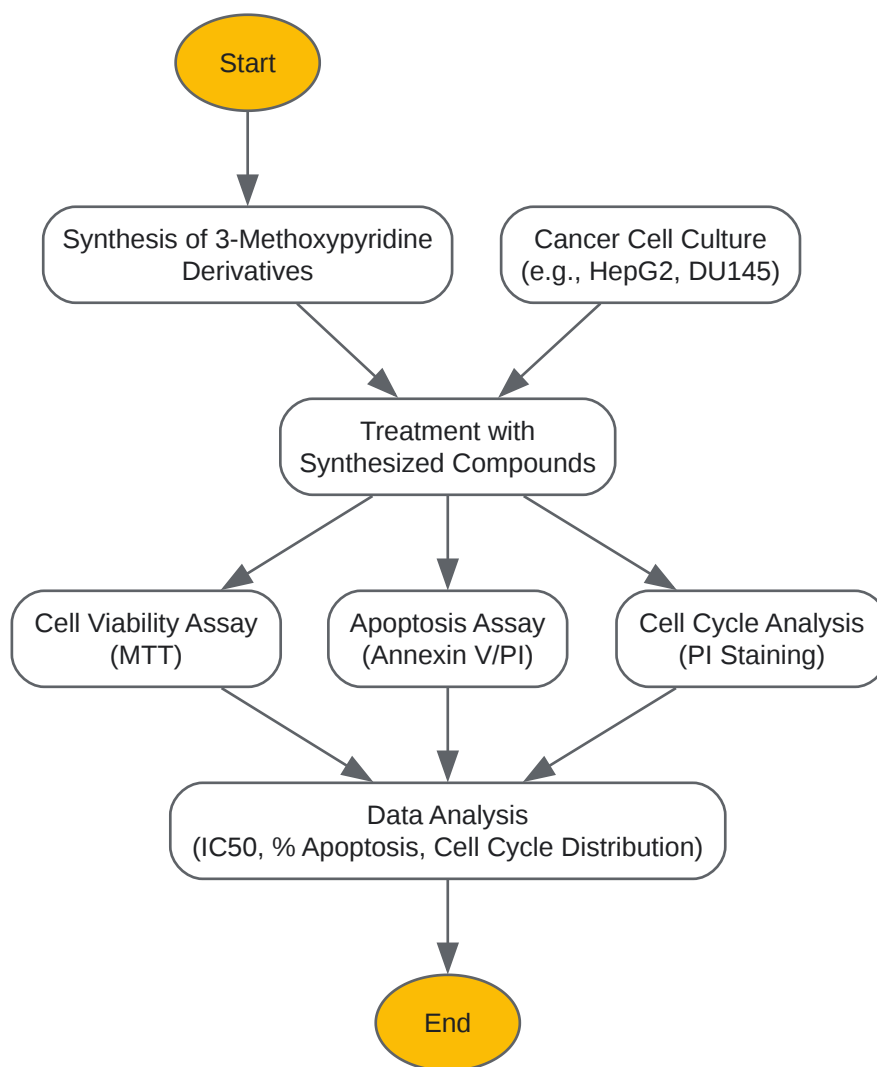 Start
Synthesis of 3-Methoxypyridine
Derivatives
Cancer Cell Culture
(e.g., HepG2, DU145)
Treatment with
Synthesized Compounds
Cell Viability Assay
(MTT)
Apoptosis Assay
(Annexin V/PI)
Cell Cycle Analysis
(PI Staining)
Data Analysis
(IC50, % Apoptosis, Cell Cycle Distribution)
End